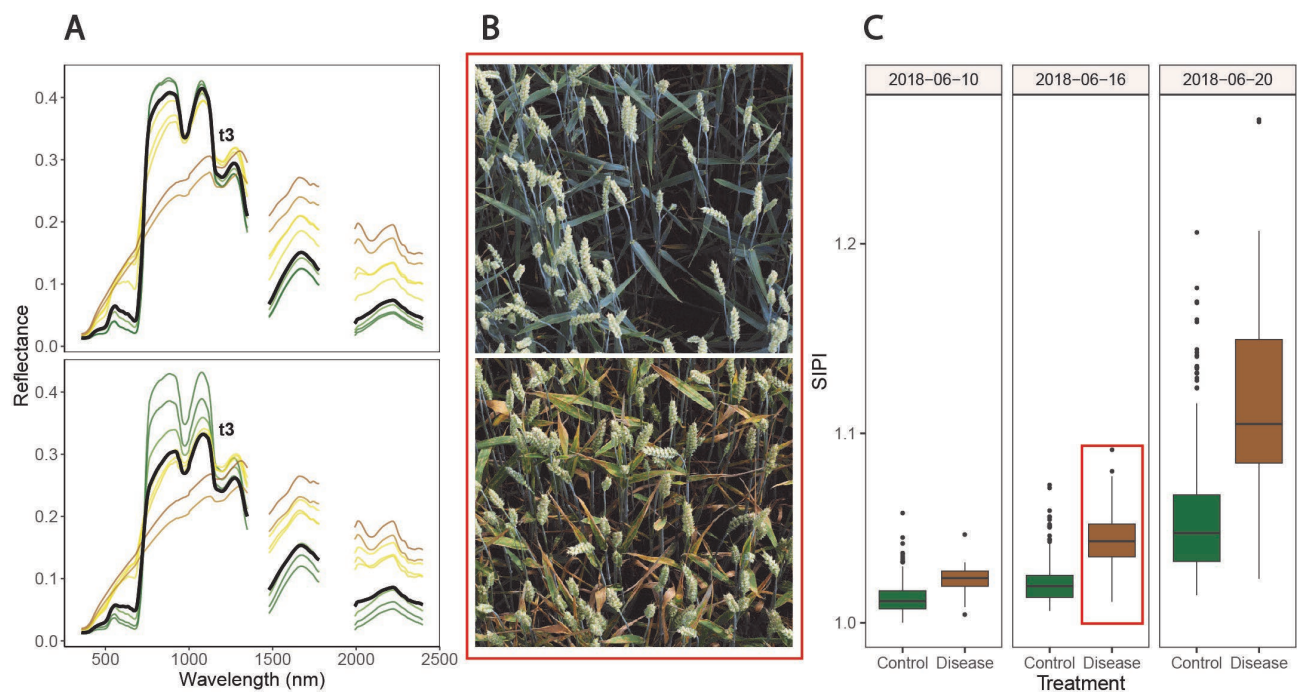 A
B
C
0.4
0.3
0.2
0.1
0.0
t3
0.4
0.3
0.2
0.1
0.0
t3
Reflectance
500 1000 1500 2000 2500
Wavelength (nm)
2018-06-10 2018-06-16 2018-06-20
1.2
1.1
1.0
SIPI
Control Disease Control Disease Control Disease
Treatment